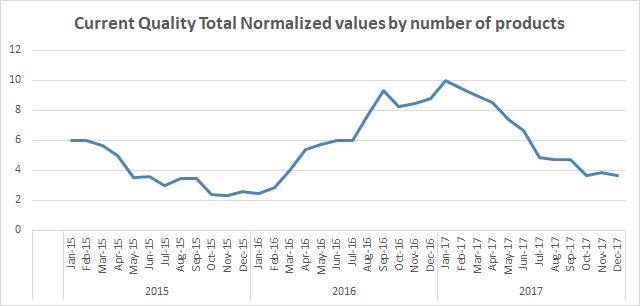 Current Quality Total Normalized values by number of products
12
10
8
6
4
2
0
Jan-15
Feb-15
Mar-15
Apr-15
May-15
Jun-15
Jul-15
Aug-15
Sep-15
Oct-15
Nov-15
Dec-15
Jan-16
Feb-16
Mar-16
Apr-16
May-16
Jun-16
Jul-16
Aug-16
Sep-16
Oct-16
Nov-16
Dec-16
Jan-17
Feb-17
Mar-17
Apr-17
May-17
Jun-17
Jul-17
Aug-17
Sep-17
Oct-17
Nov-17
Dec-17
2015
2016
2017